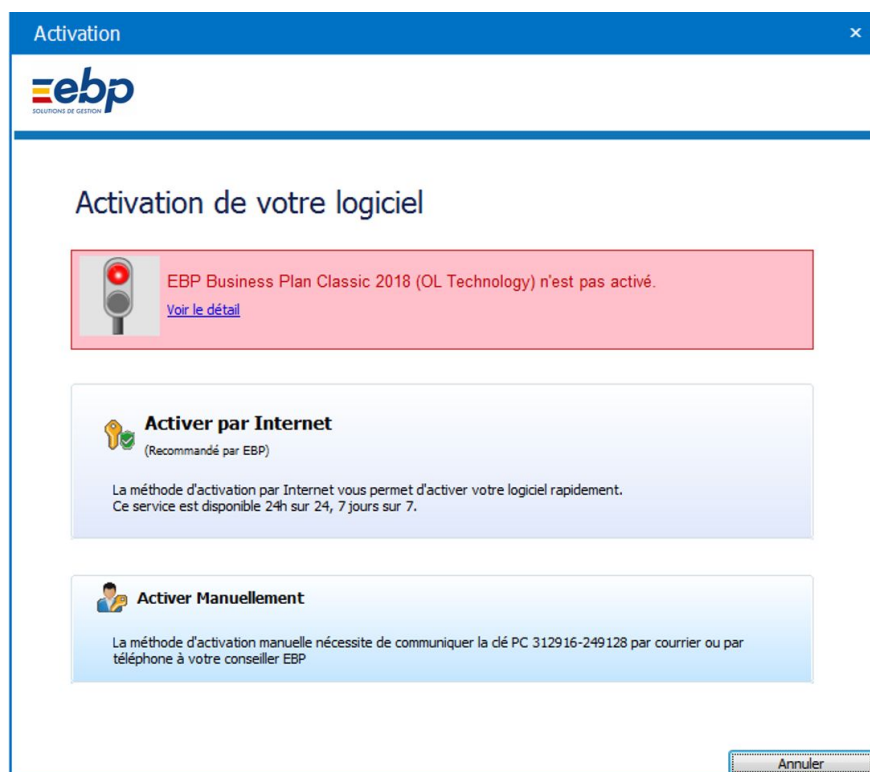 Activation
ebp
SOLUTIONS DE GESTION
Activation de votre logiciel
EBP Business Plan Classic 2018 (OL Technology) n'est pas activé.
Voir le détail
Activer par Internet
(Recommandé par EBP)
La méthode d'activation par Internet vous permet d'activer votre logiciel rapidement.
Ce service est disponible 24h sur 24, 7 jours sur 7.
Activer Manuellement
La méthode d'activation manuelle nécessite de communiquer la clé PC 312916-249128 par courrier ou par
téléphone à votre conseiller EBP
Annuler